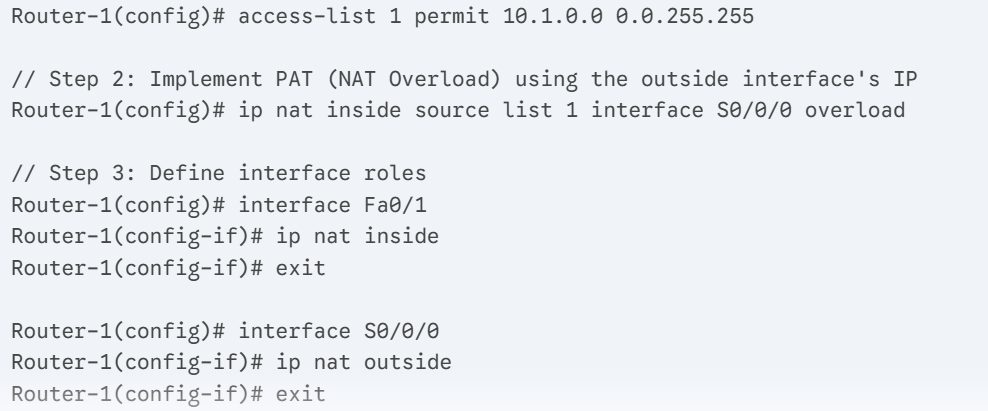 Router-1(config)# access-list 1 permit 10.1.0.0 0.0.255.255
// Step 2: Implement PAT (NAT Overload) using the outside interface's IP
Router-1(config)# ip nat inside source list 1 interface S0/0/0 overload
// Step 3: Define interface roles
Router-1(config)# interface Fa0/1
Router-1(config-if)# ip nat inside
Router-1(config-if)# exit
Router-1(config)# interface S0/0/0
Router-1(config-if)# ip nat outside
Router-1(config-if)# exit